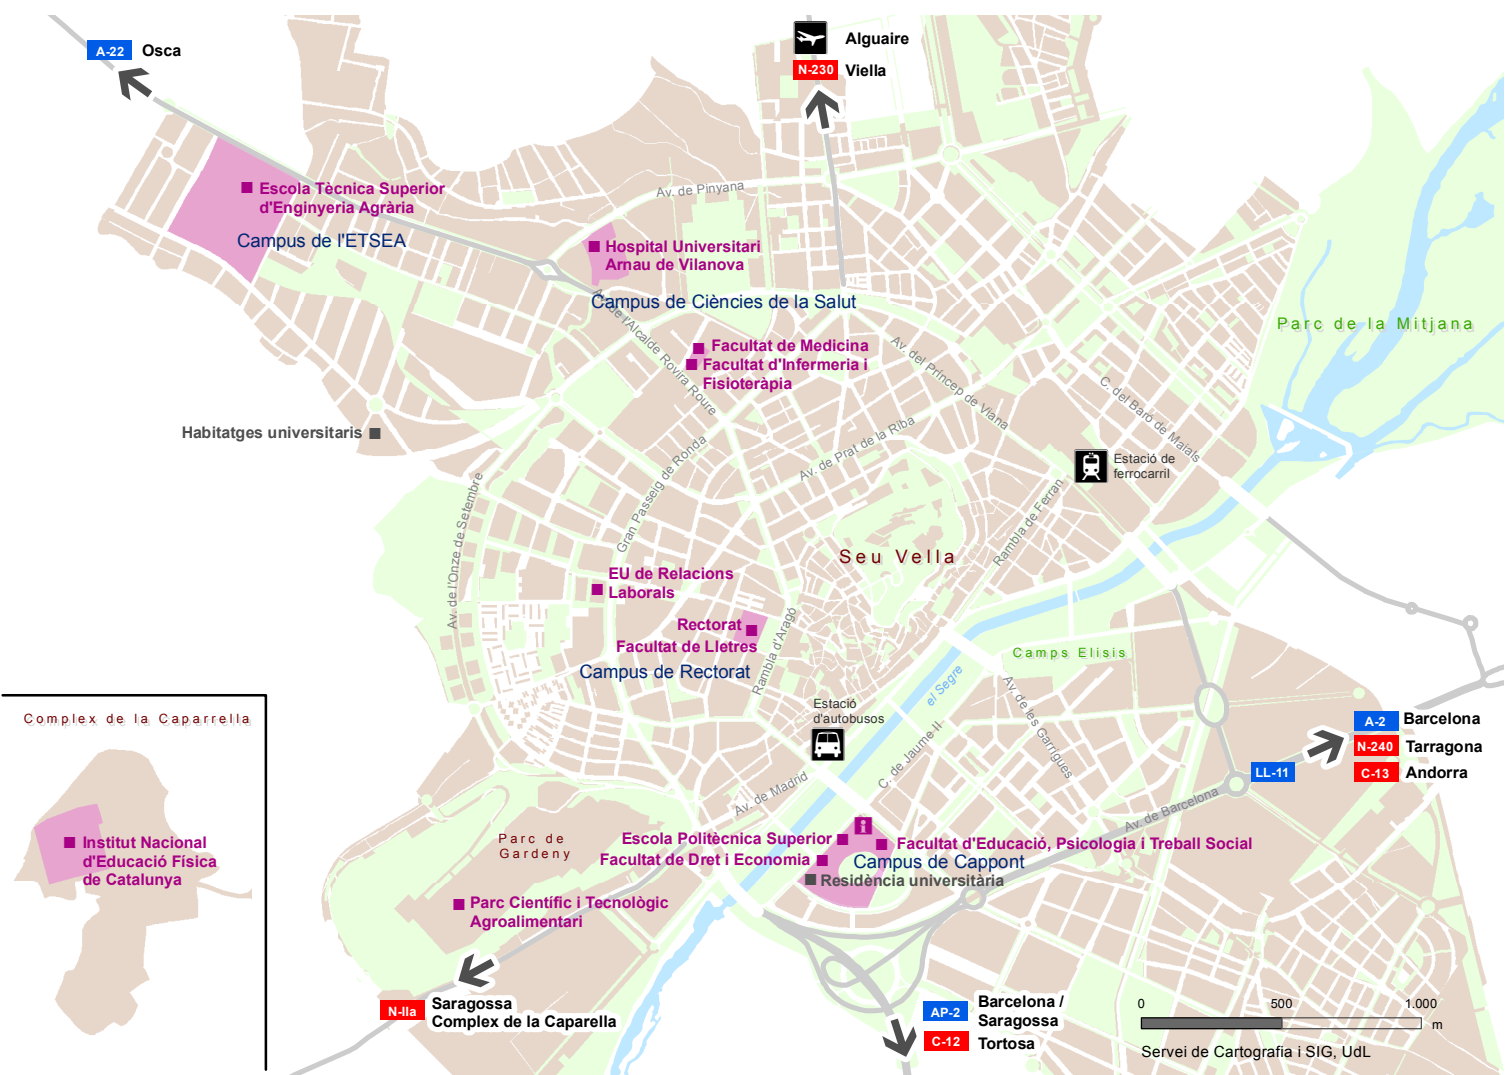 A-22 Osca
Alguaire
N-230 Viella
Escola Tècnica Superior
d'Enginyeria Agrària
Campus de l'ETSEA
Av. de Pinyana
Hospital Universitari
Arnau de Vilanova
Campus de Ciències de la Salut
Av. de l'Alcalde Rovira Roure
Parc de la Mitjana
Facultat de Medicina
Facultat d'Infermeria i
Fisioteràpia
Av. del Príncep de Viana
C. del Baró de Maials
Habitatges universitaris
Av. de Prat de la Riba
Gran Passeig de Ronda
Estació de
ferrocarril
Av. de l'Onze de Setembre
Rambla de Ferran
Seu Vella
EU de Relacions
Laborals
Rectorat
Facultat de Lletres
Campus de Rectorat
Rambla d'Aragó
Camps Elisis
el Segre
Av. de les Garrigues
Estació
d'autobusos
C. de Jaume II
Complex de la Caparrella
A-2 Barcelona
N-240 Tarragona
LL-11
C-13 Andorra
Av. de Madrid
Av. de Barcelona
Parc de
Gardeny
Escola Politècnica Superior
Facultat d'Educació, Psicologia i Treball Social
Facultat de Dret i Economia
Campus de Cappont
Residència universitària
Institut Nacional
d'Educació Física
de Catalunya
Parc Científic i Tecnològic
Agroalimentari
N-IIa
Saragossa
Complex de la Caparella
AP-2
Barcelona /
Saragossa
C-12 Tortosa
0 500 1.000
m
Servei de Cartografia i SIG, UdL